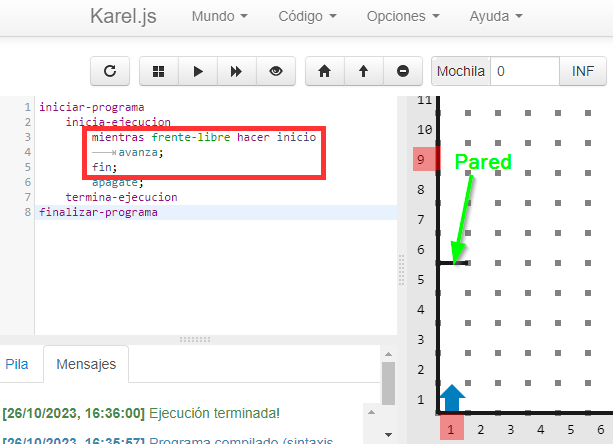 Karel.js Mundo Código Opciones Ayuda
Mochila 0 INF
1 iniciar-programa
2 inicia-ejecucion
3 mientras frente-libre hacer inicio
4 avanza;
5 fin;
6 apagate;
7 termina-ejecucion
8 finalizar-programa
Pila Mensajes
[26/10/2023, 16:36:00] Ejecución terminada!
[26/10/2023, 16:35:57] Programa compilado (sintaxis
11
10
9
Pared
8
7
6
5
4
3
2
1
1 2 3 4 5 6